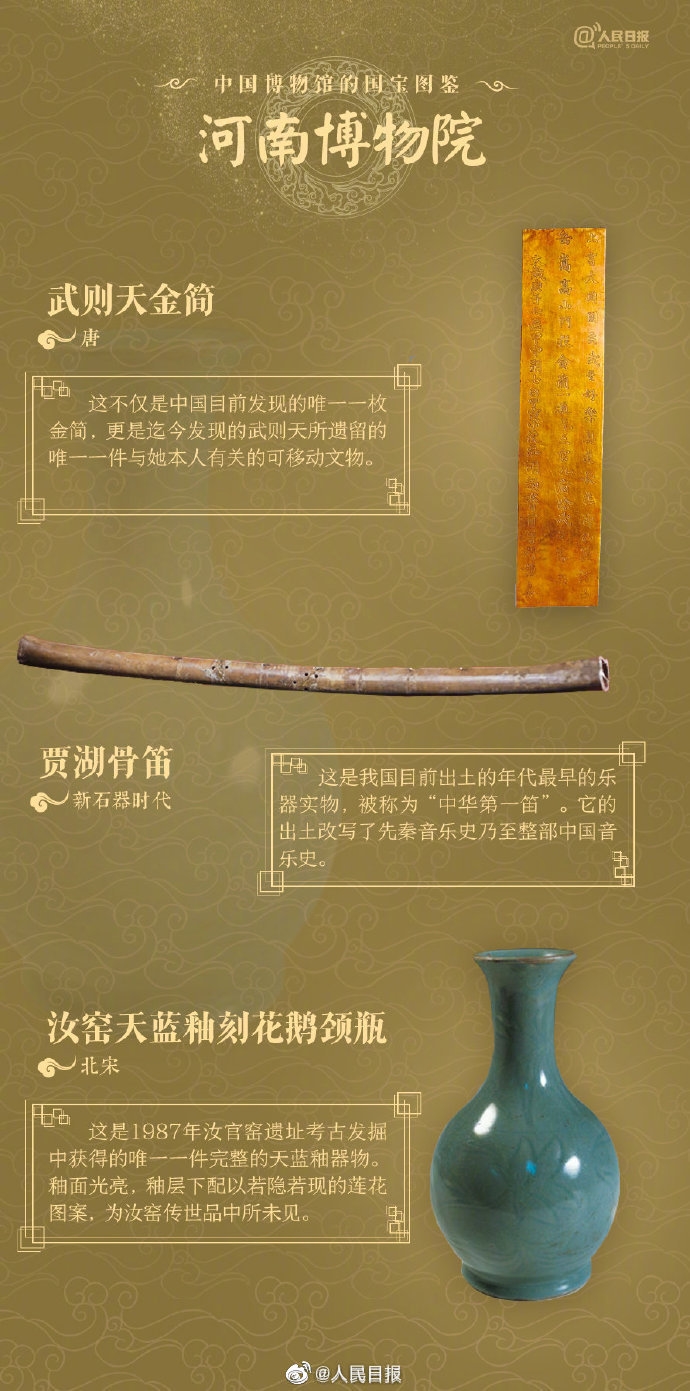 @人民日报
PEOPLE'S DAILY
中国博物馆的国宝图鉴
河南博物院
武则天金简
唐
这不仅是中国目前发现的唯一一枚
金简，更是迄今发现的武则天所遗留的
唯一一件与她本人有关的可移动文物。
贾湖骨笛
新石器时代
这是我国目前出土的年代最早的乐
器实物，被称为“中华第一笛”。它的
出土改写了先秦音乐史乃至整部中国音
乐史。
汝窑天蓝釉刻花鹅颈瓶
北宋
这是1987年汝官窑遗址考古发掘
中获得的唯一一件完整的天蓝釉器物。
釉面光亮，釉层下配以若隐若现的莲花
图案，为汝窑传世品中所未见。
@人民日报